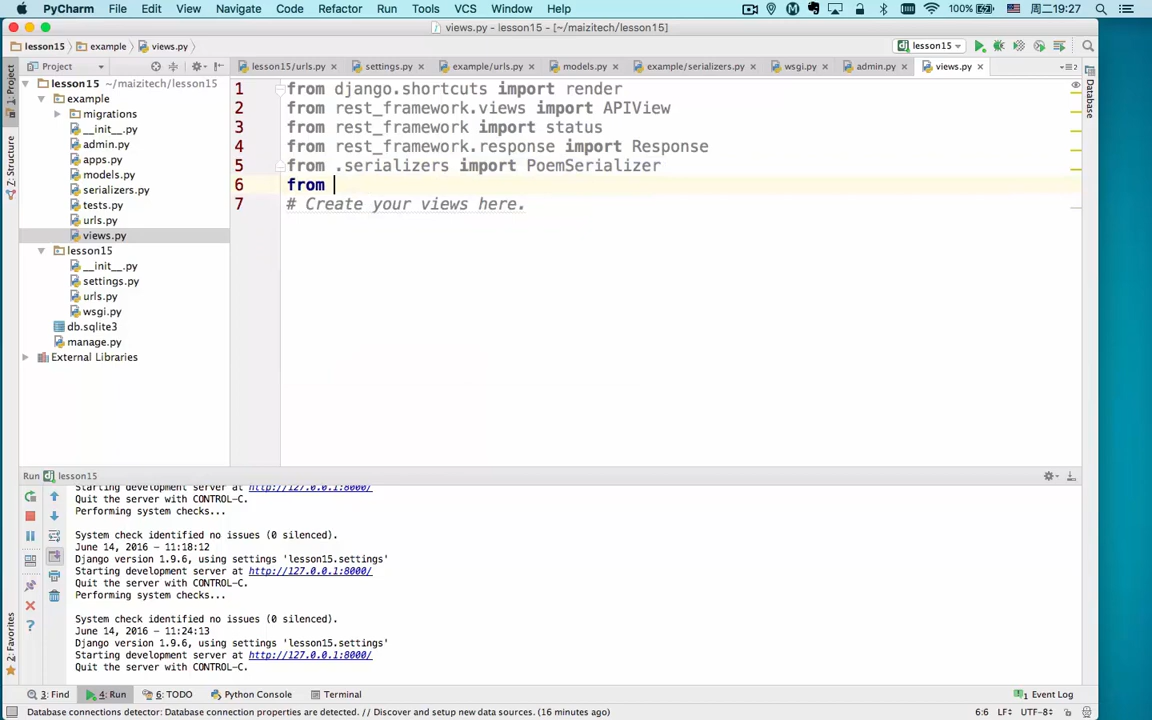 PyCharm File Edit View Navigate Code Refactor Run Tools VCS Window Help 100% 周二19:27
views.py - lesson15 - [~/maizitech/lesson15]
lesson15 example views.py lesson15
Project lesson15/urls.py settings.py example/urls.py models.py example/serializers.py wsgi.py admin.py views.py
1: Project
Z: Structure
2: Favorites
Database
lesson15 ~/maizitech/lesson15
example
migrations
__init__.py
admin.py
apps.py
models.py
serializers.py
tests.py
urls.py
views.py
lesson15
__init__.py
settings.py
urls.py
wsgi.py
db.sqlite3
manage.py
External Libraries
1 from django.shortcuts import render
2 from rest_framework.views import APIView
3 from rest_framework import status
4 from rest_framework.response import Response
5 from .serializers import PoemSerializer
6 from
7 # Create your views here.
Run lesson15
Starting development server at http://127.0.0.1:8000/
Quit the server with CONTROL-C.
Performing system checks...
System check identified no issues (0 silenced).
June 14, 2016 - 11:18:12
Django version 1.9.6, using settings 'lesson15.settings'
Starting development server at http://127.0.0.1:8000/
Quit the server with CONTROL-C.
Performing system checks...
System check identified no issues (0 silenced).
June 14, 2016 - 11:24:13
Django version 1.9.6, using settings 'lesson15.settings'
Starting development server at http://127.0.0.1:8000/
Quit the server with CONTROL-C.
3: Find 4: Run 6: TODO Python Console Terminal 1 Event Log
Database connections detector: Database connection properties are detected. // Discover and setup new data sources. (16 minutes ago) 6:6 LF UTF-8